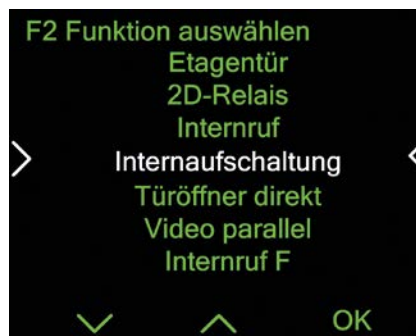 F2 Funktion auswählen
Etagentür
2D-Relais
Internruf
Internaufschaltung
Türöffner direkt
Video parallel
Internruf F
OK